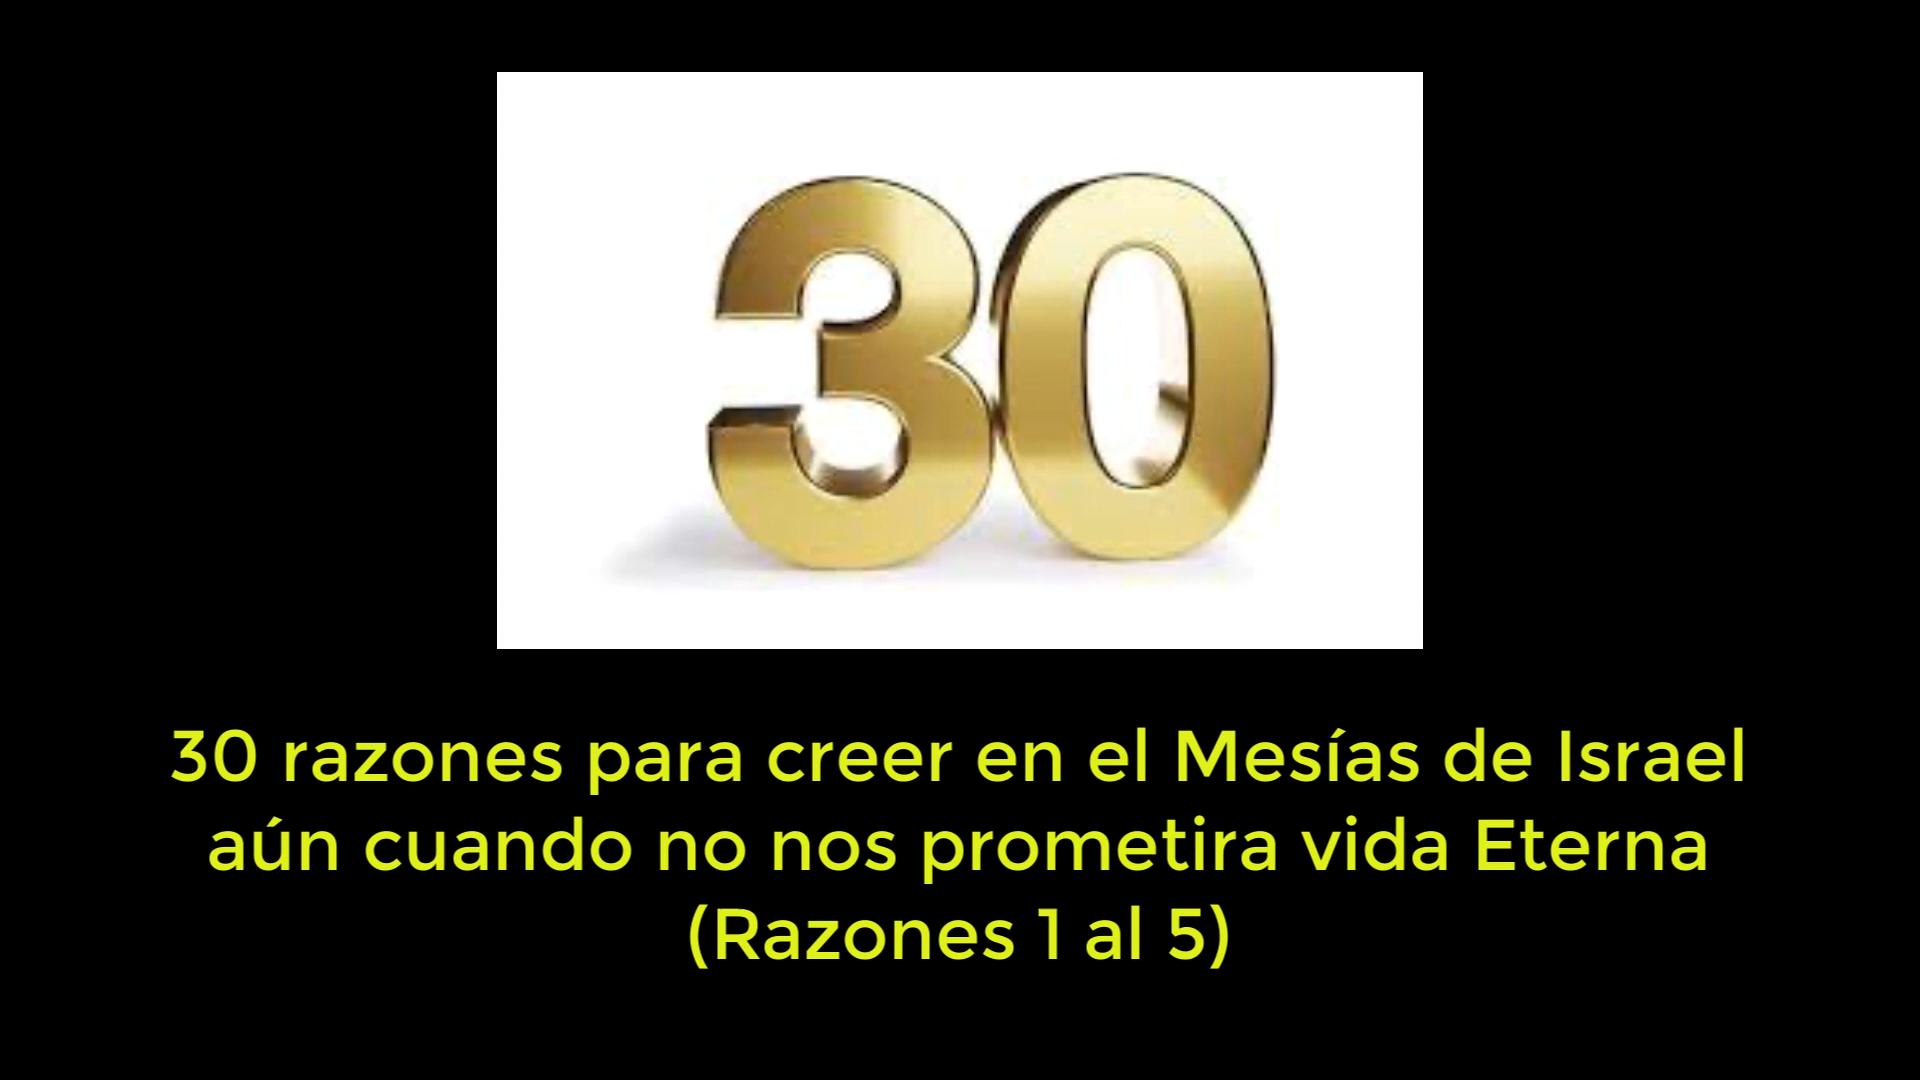 30
30 razones para creer en el Mesías de Israel
aún cuando no nos prometira vida Eterna
(Razones 1 al 5)